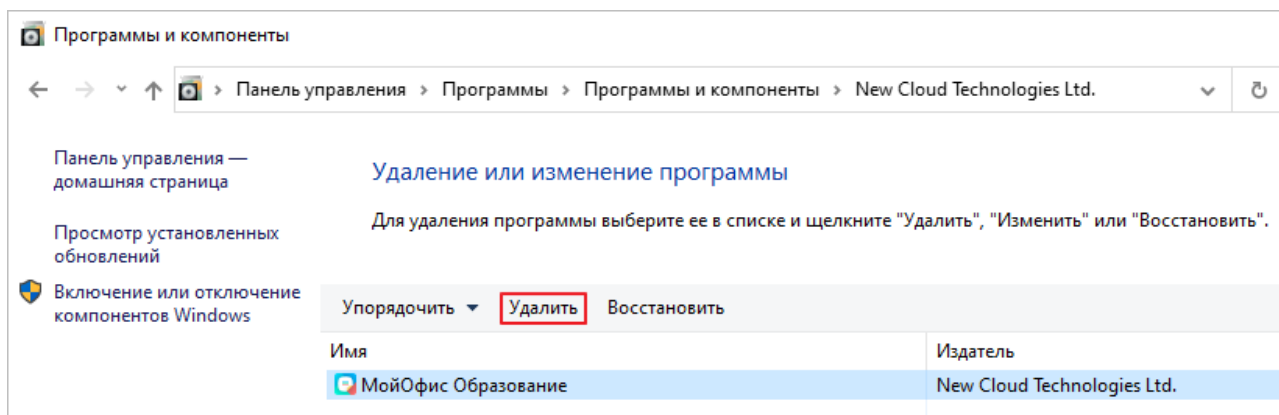 Программы и компоненты
Панель управления > Программы > Программы и компоненты > New Cloud Technologies Ltd.
Панель управления —
домашняя страница
Просмотр установленных
обновлений
Включение или отключение
компонентов Windows
Удаление или изменение программы
Для удаления программы выберите ее в списке и щелкните "Удалить", "Изменить" или "Восстановить".
Упорядочить Удалить Восстановить
Имя Издатель
МойОфис Образование New Cloud Technologies Ltd.